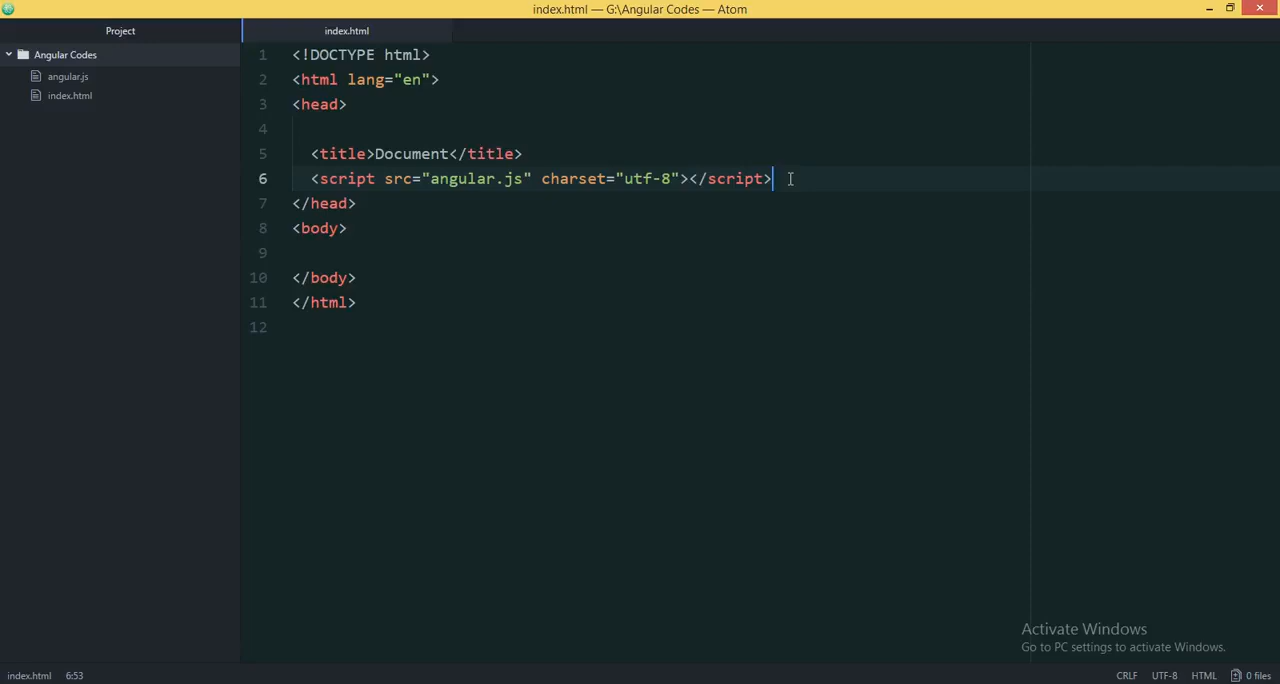 index.html — G:\Angular Codes — Atom
Project
index.html
Angular Codes
angular.js
index.html
1 <!DOCTYPE html>
2 <html lang="en">
3 <head>
4
5 <title>Document</title>
6 <script src="angular.js" charset="utf-8"></script>
7 </head>
8 <body>
9
10 </body>
11 </html>
12
Activate Windows
Go to PC settings to activate Windows.
index.html 6:53 CRLF UTF-8 HTML 0 files